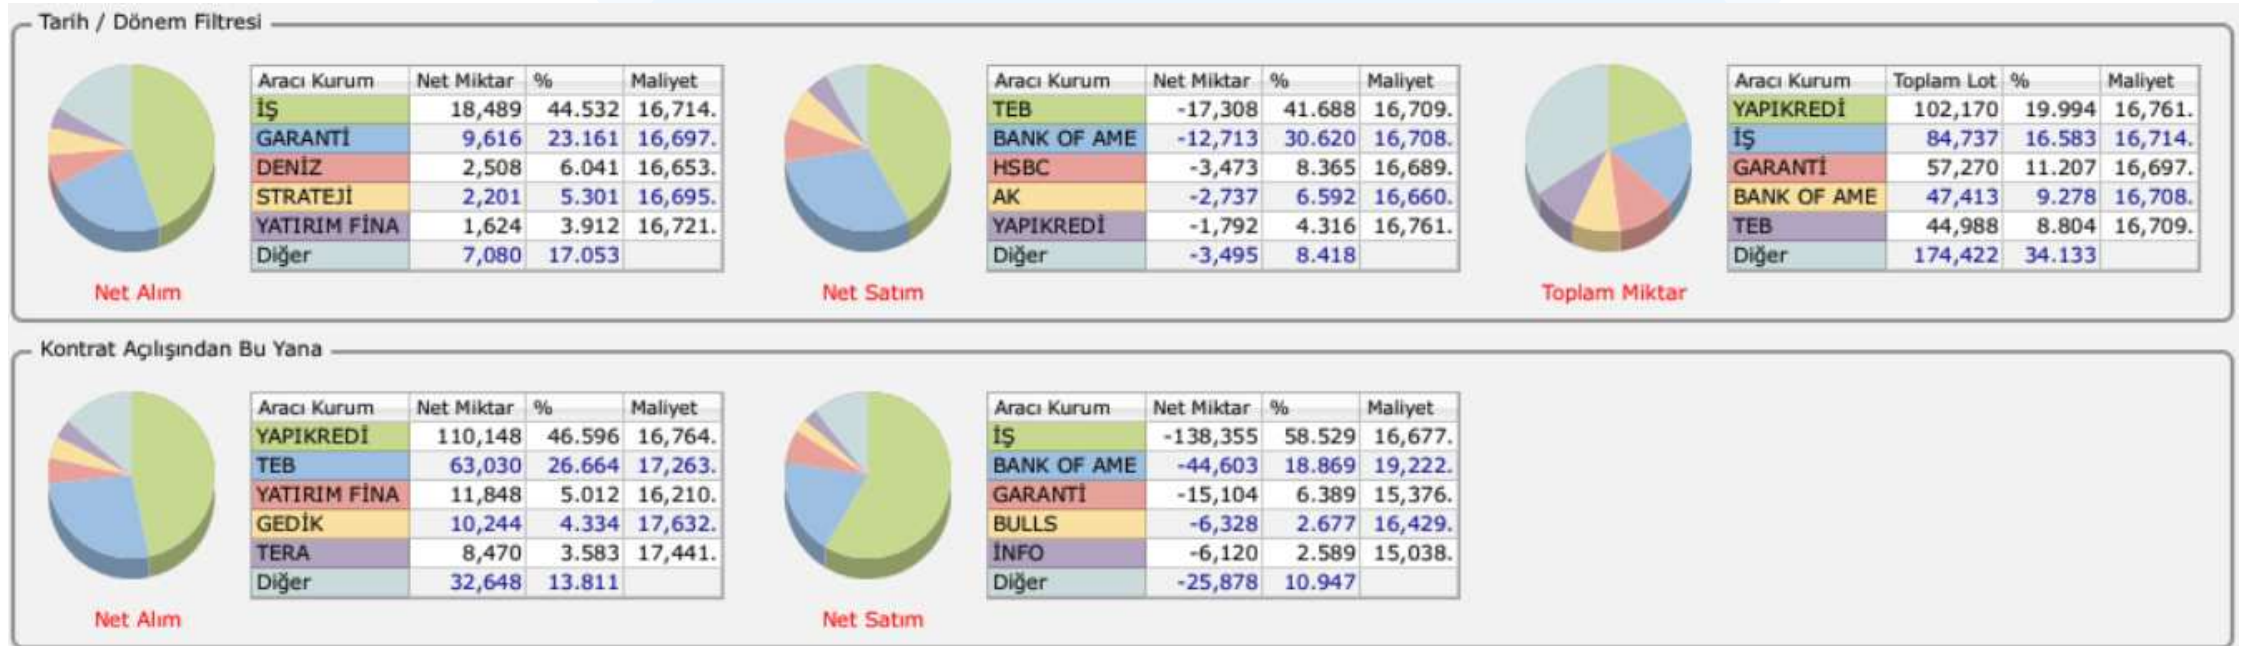 Tarih / Dönem Filtresi
Aracı Kurum Net Miktar % Maliyet
İŞ 18,489 44.532 16,714.
GARANTİ 9,616 23.161 16,697.
DENİZ 2,508 6.041 16,653.
STRATEJİ 2,201 5.301 16,695.
YATIRIM FİNA 1,624 3.912 16,721.
Diğer 7,080 17.053
Net Alım
Aracı Kurum Net Miktar % Maliyet
TEB -17,308 41.688 16,709.
BANK OF AME -12,713 30.620 16,708.
HSBC -3,473 8.365 16,689.
AK -2,737 6.592 16,660.
YAPIKREDİ -1,792 4.316 16,761.
Diğer -3,495 8.418
Net Satım
Aracı Kurum Toplam Lot % Maliyet
YAPIKREDİ 102,170 19.994 16,761.
İŞ 84,737 16.583 16,714.
GARANTİ 57,270 11.207 16,697.
BANK OF AME 47,413 9.278 16,708.
TEB 44,988 8.804 16,709.
Diğer 174,422 34.133
Toplam Miktar
Kontrat Açılışından Bu Yana
Aracı Kurum Net Miktar % Maliyet
YAPIKREDİ 110,148 46.596 16,764.
TEB 63,030 26.664 17,263.
YATIRIM FİNA 11,848 5.012 16,210.
GEDİK 10,244 4.334 17,632.
TERA 8,470 3.583 17,441.
Diğer 32,648 13.811
Net Alım
Aracı Kurum Net Miktar % Maliyet
İŞ -138,355 58.529 16,677.
BANK OF AME -44,603 18.869 19,222.
GARANTİ -15,104 6.389 15,376.
BULLS -6,328 2.677 16,429.
İNFO -6,120 2.589 15,038.
Diğer -25,878 10.947
Net Satım